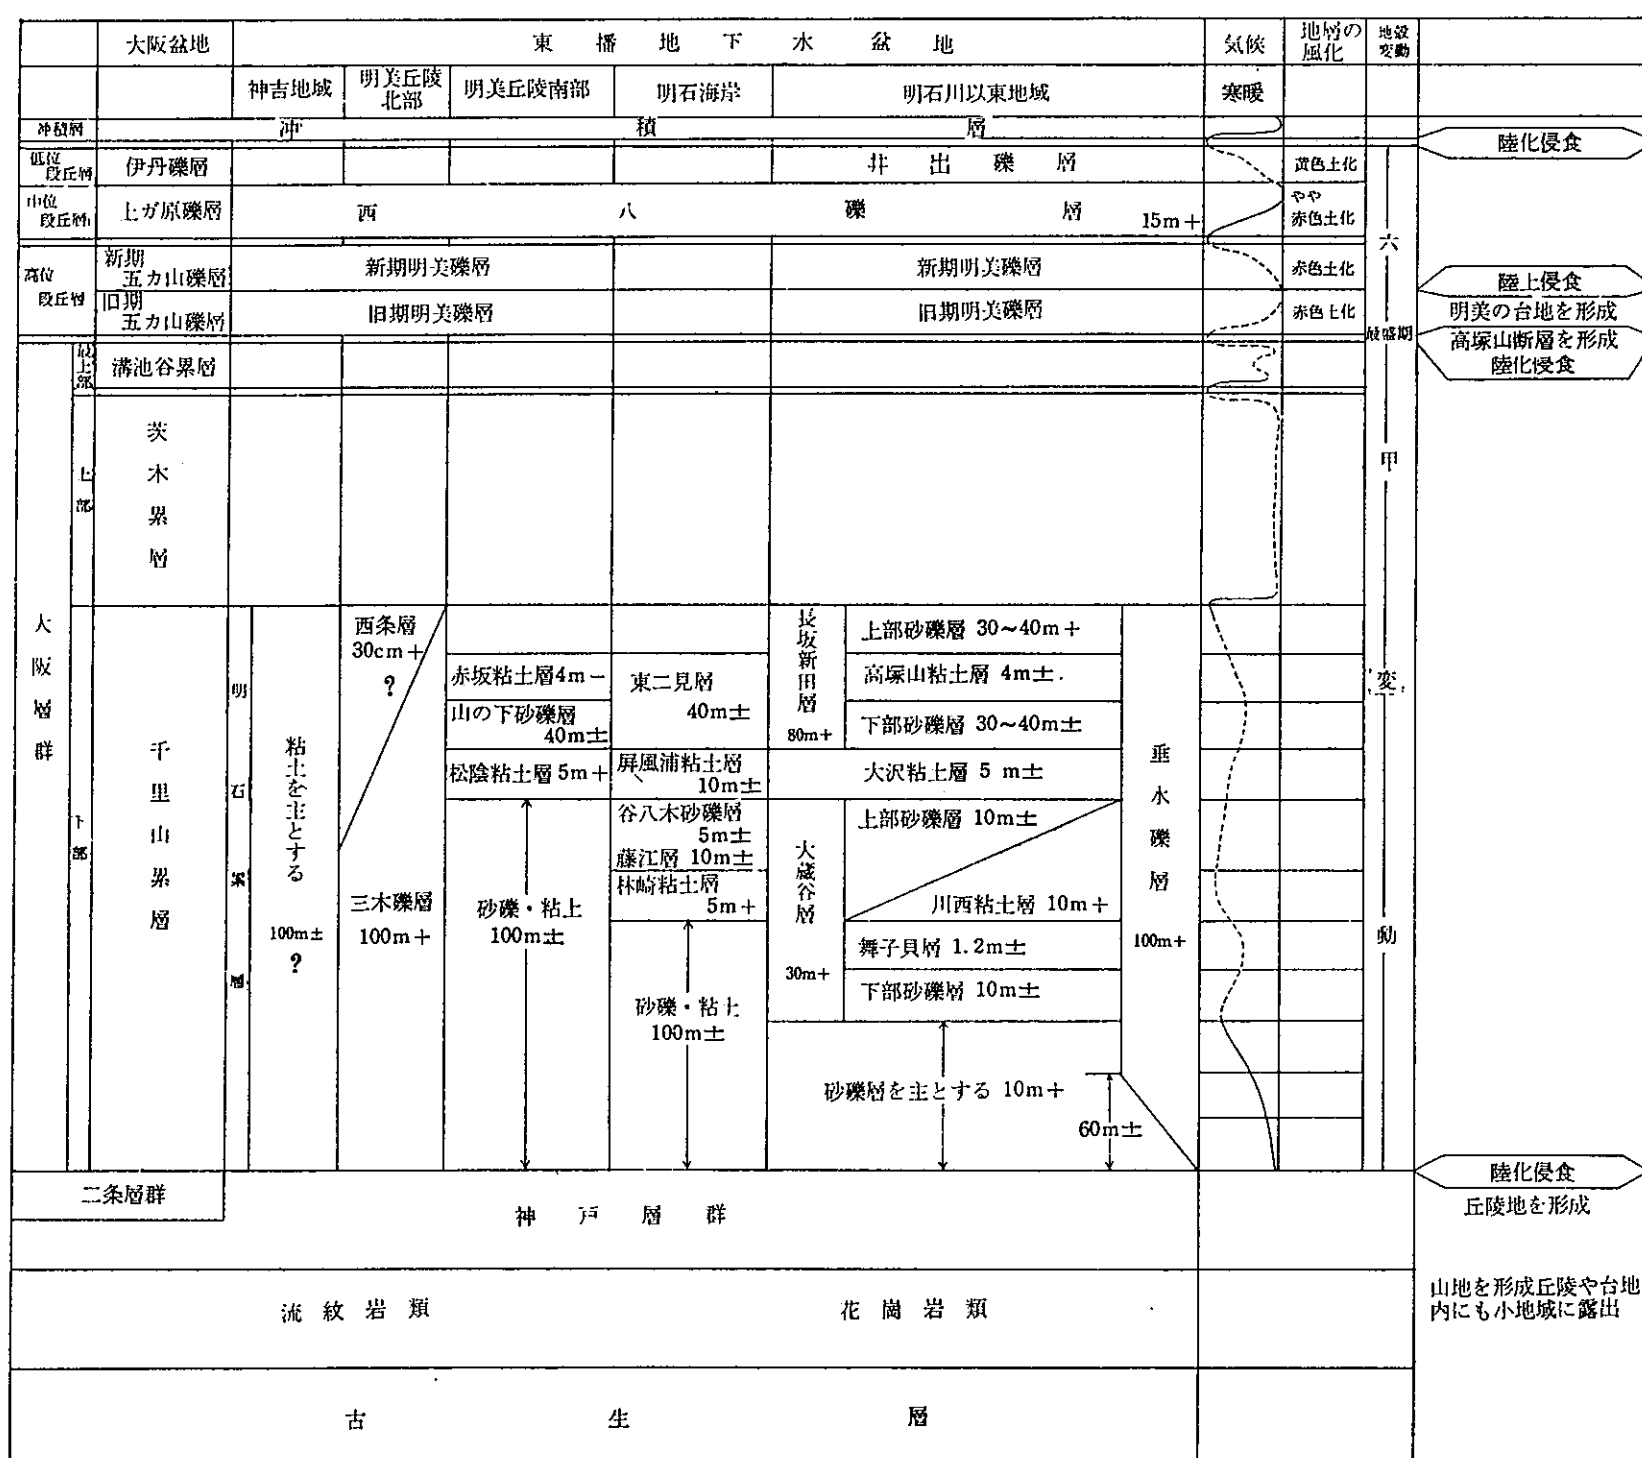 大阪盆地
東播地下水盆地
気候
地層の
風化
地殻
変動
神吉地域
明美丘陵
北部
明美丘陵南部
明石海岸
明石川以東地域
寒暖
沖積層
沖積層
陸化侵食
低位
段丘層
伊丹礫層
井出礫層
黄色土化
中位
段丘層
上ガ原礫層
西八礫層
15m+
やや
赤色土化
高位
段丘層
新期
五カ山礫層
新期明美礫層
新期明美礫層
赤色土化
陸上侵食
旧期
五カ山礫層
旧期明美礫層
旧期明美礫層
赤色土化
明美の台地を形成
最盛期
高塚山断層を形成
陸化侵食
最上部
溝池谷累層
上部
茨木累層
六甲変動
大阪層群
下部
千里山累層
明石累層
粘土を主とする
100m±
?
西条層
30cm+
?
三木礫層
100m+
赤坂粘土層4m−
山の下砂礫層
40m±
松陰粘土層5m+
砂礫・粘土
100m±
東二見層
40m±
屏風浦粘土層
10m±
谷八木砂礫層
5m±
藤江層 10m±
林崎粘土層
5m+
砂礫・粘土
100m±
長坂新田層
80m+
上部砂礫層 30~40m+
高塚山粘土層 4m±
下部砂礫層 30~40m±
大沢粘土層 5m±
大蔵谷層
30m+
上部砂礫層 10m±
川西粘土層 10m+
舞子貝層 1.2m±
下部砂礫層 10m±
砂礫層を主とする 10m+
60m±
垂水礫層
100m+
陸化侵食
丘陵地を形成
二条層群
神戸層群
流紋岩類
花崗岩類
山地を形成丘陵や台地
内にも小地域に露出
古生層